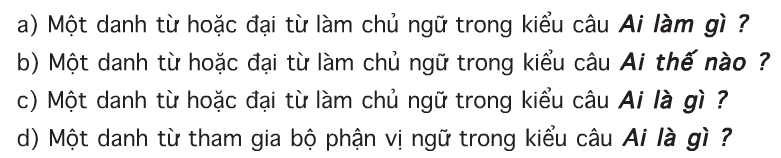 a) Một danh từ hoặc đại từ làm chủ ngữ trong kiểu câu Ai làm gì ?
b) Một danh từ hoặc đại từ làm chủ ngữ trong kiểu câu Ai thế nào ?
c) Một danh từ hoặc đại từ làm chủ ngữ trong kiểu câu Ai là gì ?
d) Một danh từ tham gia bộ phận vị ngữ trong kiểu câu Ai là gì ?